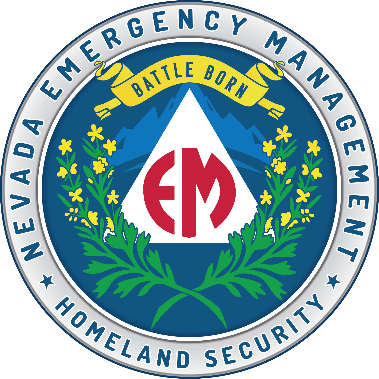 NEVADA EMERGENCY MANAGEMENT
BATTLE BORN
EM
HOMELAND SECURITY